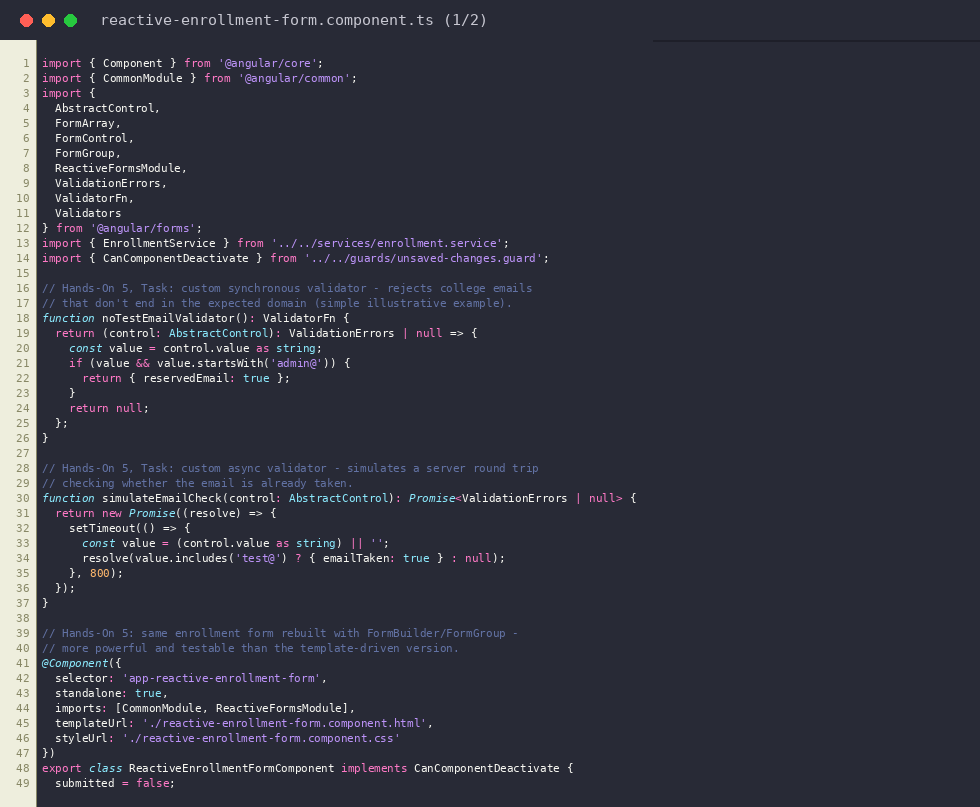 reactive-enrollment-form.component.ts (1/2)
1 import { Component } from '@angular/core';
2 import { CommonModule } from '@angular/common';
3 import {
4   AbstractControl,
5   FormArray,
6   FormControl,
7   FormGroup,
8   ReactiveFormsModule,
9   ValidationErrors,
10   ValidatorFn,
11   Validators
12 } from '@angular/forms';
13 import { EnrollmentService } from '../../services/enrollment.service';
14 import { CanComponentDeactivate } from '../../guards/unsaved-changes.guard';
15
16 // Hands-On 5, Task: custom synchronous validator - rejects college emails
17 // that don't end in the expected domain (simple illustrative example).
18 function noTestEmailValidator(): ValidatorFn {
19   return (control: AbstractControl): ValidationErrors | null => {
20     const value = control.value as string;
21     if (value && value.startsWith('admin@')) {
22       return { reservedEmail: true };
23     }
24     return null;
25   };
26 }
27
28 // Hands-On 5, Task: custom async validator - simulates a server round trip
29 // checking whether the email is already taken.
30 function simulateEmailCheck(control: AbstractControl): Promise<ValidationErrors | null> {
31   return new Promise((resolve) => {
32     setTimeout(() => {
33       const value = (control.value as string) || '';
34       resolve(value.includes('test@') ? { emailTaken: true } : null);
35     }, 800);
36   });
37 }
38
39 // Hands-On 5: same enrollment form rebuilt with FormBuilder/FormGroup -
40 // more powerful and testable than the template-driven version.
41 @Component({
42   selector: 'app-reactive-enrollment-form',
43   standalone: true,
44   imports: [CommonModule, ReactiveFormsModule],
45   templateUrl: './reactive-enrollment-form.component.html',
46   styleUrl: './reactive-enrollment-form.component.css'
47 })
48 export class ReactiveEnrollmentFormComponent implements CanComponentDeactivate {
49   submitted = false;